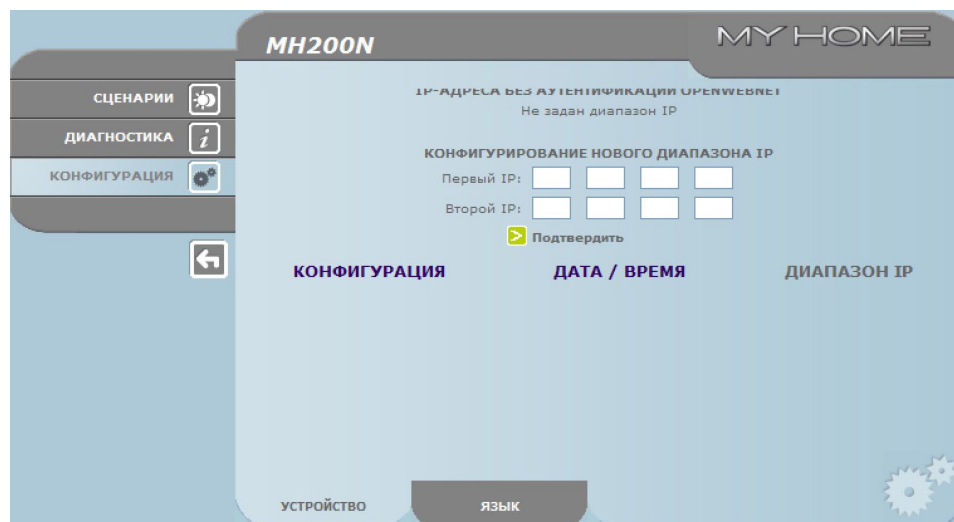 MH200N
MY HOME
СЦЕНАРИИ
ДИАГНОСТИКА
КОНФИГУРАЦИЯ
IP-АДРЕСА БЕЗ АУТЕНТИФИКАЦИИ OPENWEBNET
Не задан диапазон IP
КОНФИГУРИРОВАНИЕ НОВОГО ДИАПАЗОНА IP
Первый IP:
Второй IP:
Подтвердить
КОНФИГУРАЦИЯ ДАТА / ВРЕМЯ ДИАПАЗОН IP
УСТРОЙСТВО ЯЗЫК